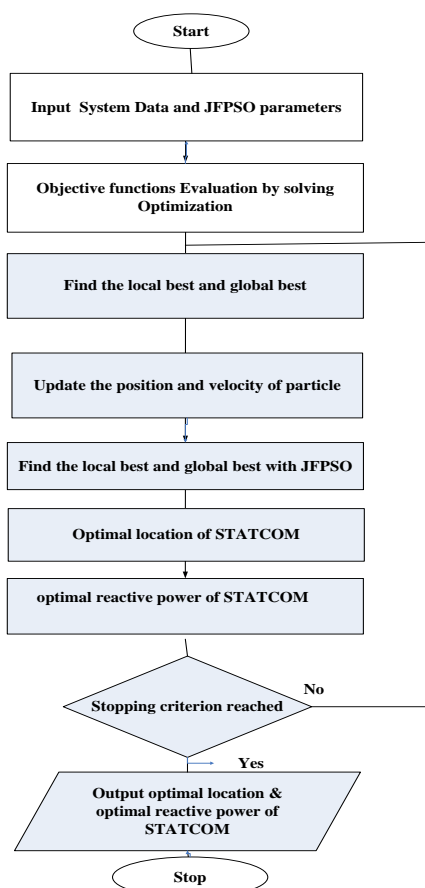 Start
Input System Data and JFPSO parameters
Objective functions Evaluation by solving
Optimization
Find the local best and global best
Update the position and velocity of particle
Find the local best and global best with JFPSO
Optimal location of STATCOM
optimal reactive power of STATCOM
Stopping criterion reached
No
Yes
Output optimal location &
optimal reactive power of
STATCOM
Stop